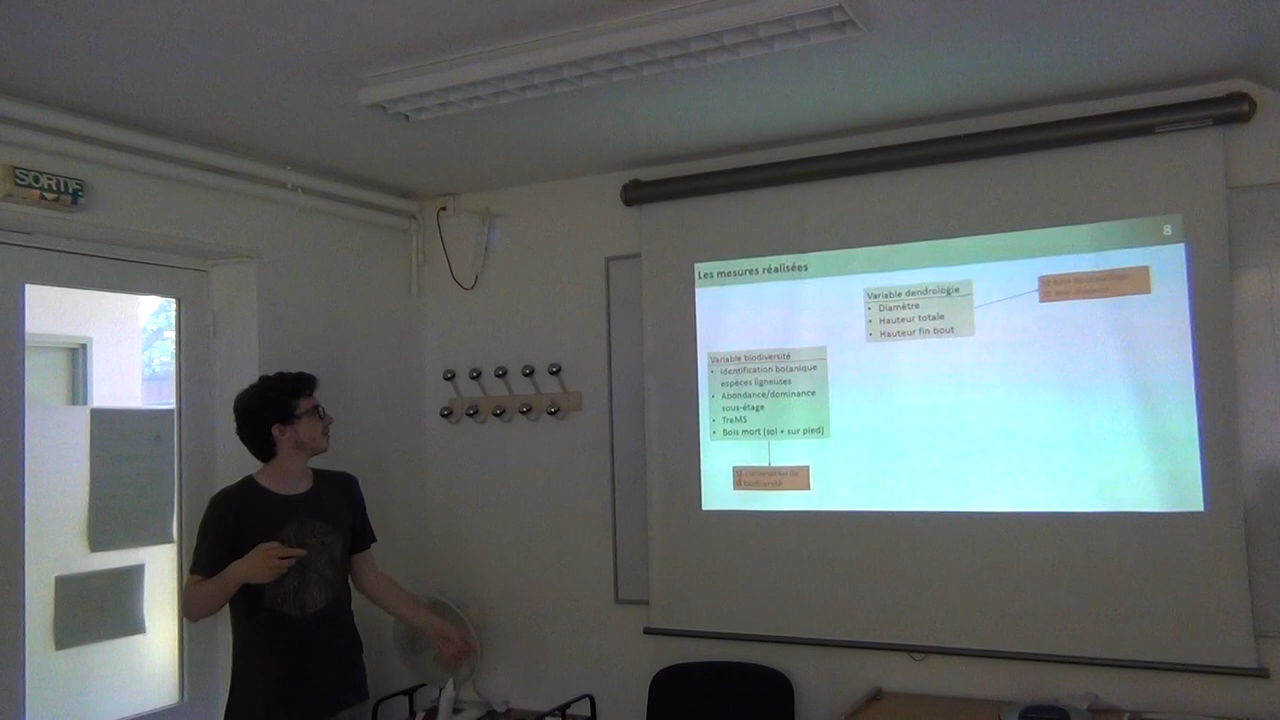 SORTIE
8
Les mesures réalisées
Variable dendrologie
• Diamètre
• Hauteur totale
• Hauteur fin bout
Variable biodiversité
• Identification botanique
espèces ligneuses
• Abondance/dominance
sous-étage
• TreMS
• Bois mort (sol + sur pied)
biodiversité